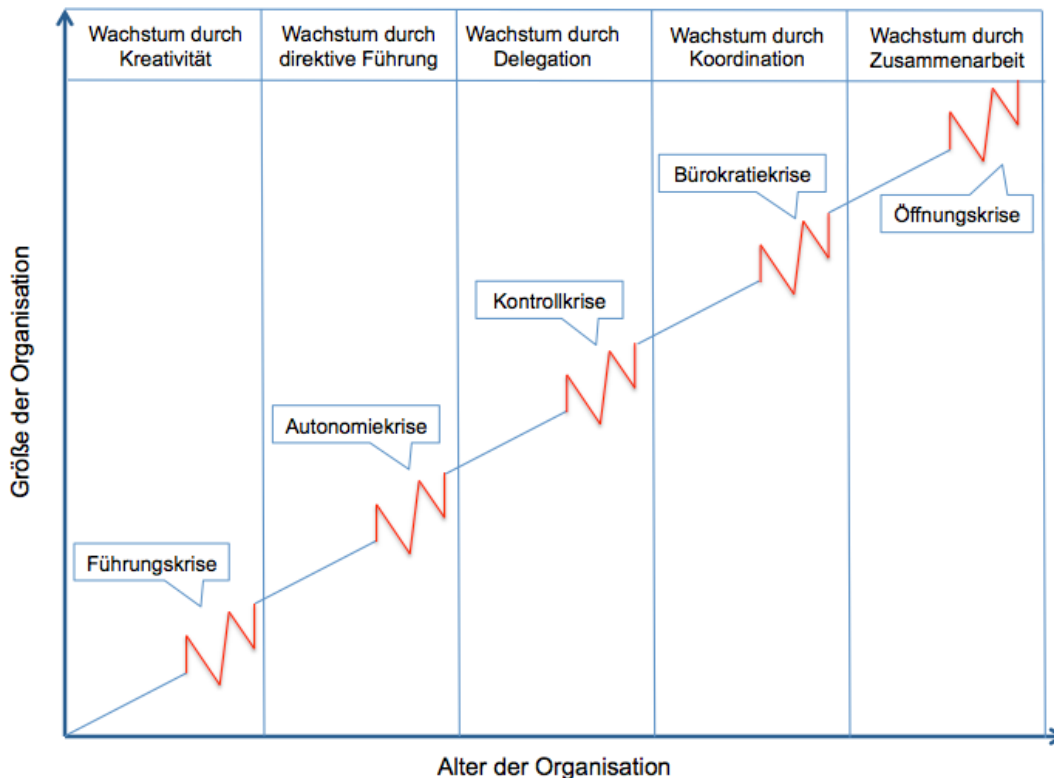 Wachstum durch
Kreativität
Wachstum durch
direktive Führung
Wachstum durch
Delegation
Wachstum durch
Koordination
Wachstum durch
Zusammenarbeit
Bürokratiekrise
Öffnungskrise
Kontrollkrise
Autonomiekrise
Führungskrise
Größe der Organisation
Alter der Organisation